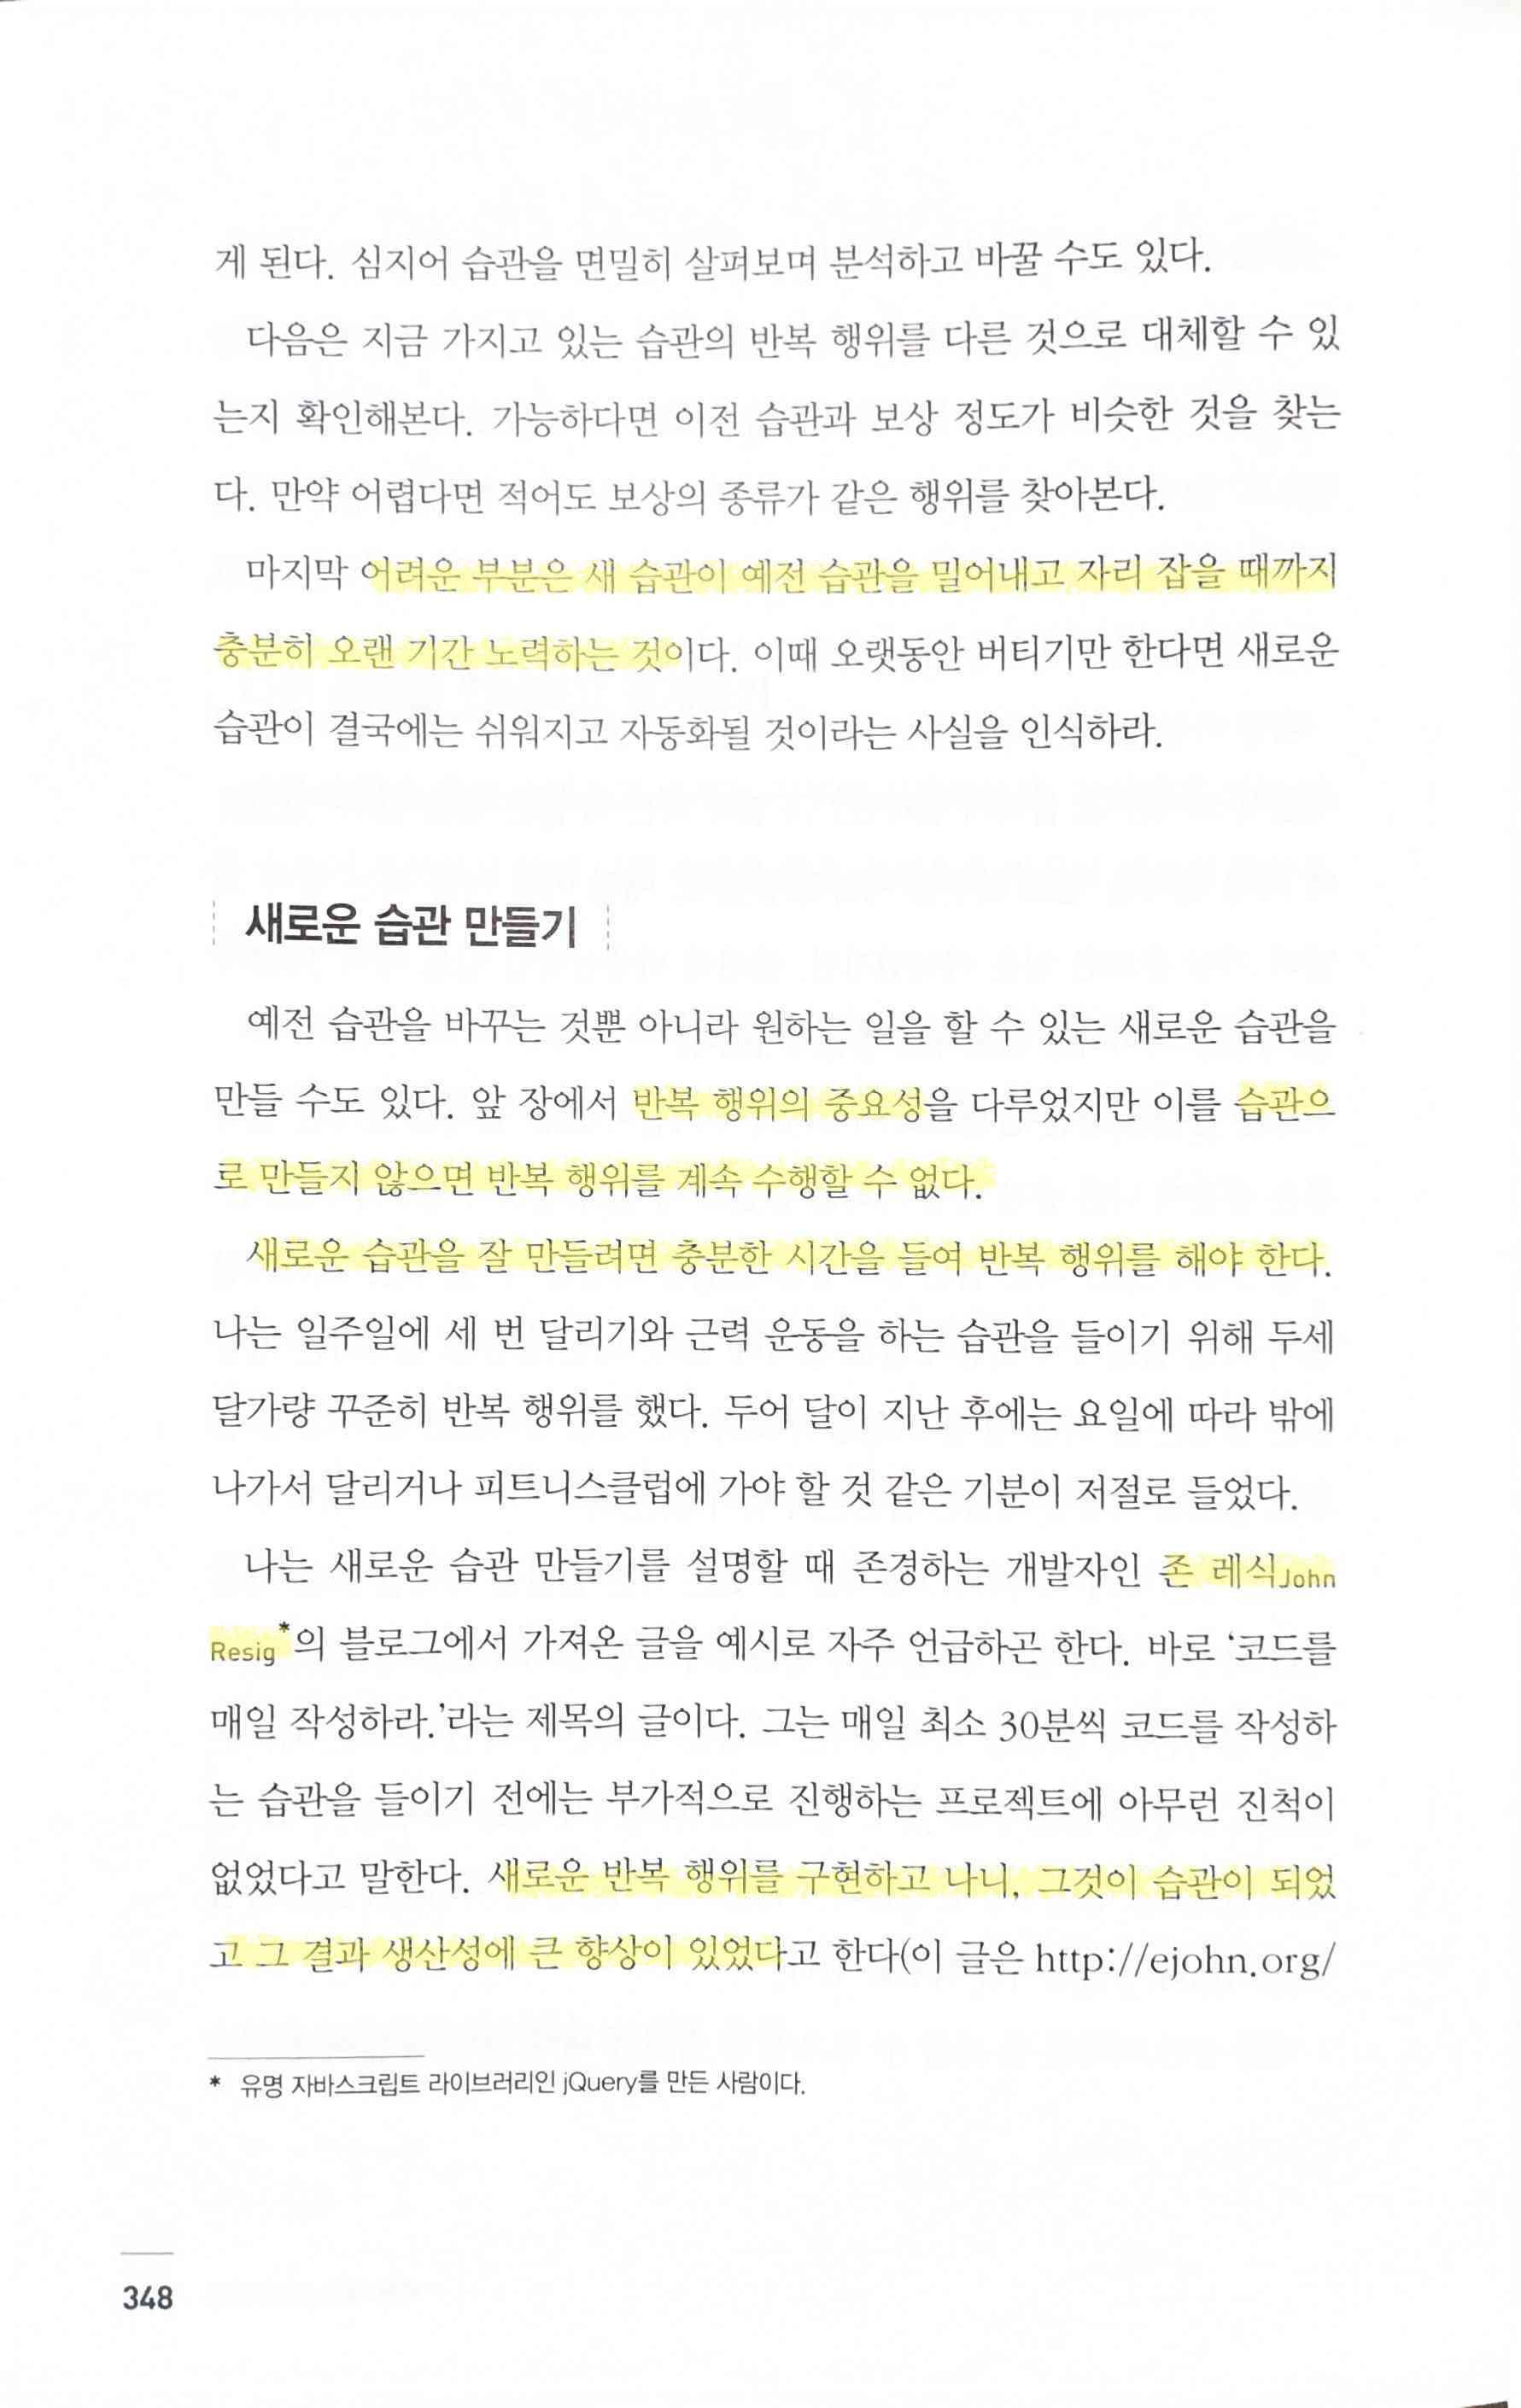 게 된다. 심지어 습관을 면밀히 살펴보며 분석하고 바꿀 수도 있다.
다음은 지금 가지고 있는 습관의 반복 행위를 다른 것으로 대체할 수 있
는지 확인해본다. 가능하다면 이전 습관과 보상 정도가 비슷한 것을 찾는
다. 만약 어렵다면 적어도 보상의 종류가 같은 행위를 찾아본다.
마지막 어려운 부분은 새 습관이 예전 습관을 밀어내고 자리 잡을 때까지
충분히 오랜 기간 노력하는 것이다. 이때 오랫동안 버티기만 한다면 새로운
습관이 결국에는 쉬워지고 자동화될 것이라는 사실을 인식하라.
새로운 습관 만들기
예전 습관을 바꾸는 것뿐 아니라 원하는 일을 할 수 있는 새로운 습관을
만들 수도 있다. 앞 장에서 반복 행위의 중요성을 다루었지만 이를 습관으
로 만들지 않으면 반복 행위를 계속 수행할 수 없다.
새로운 습관을 잘 만들려면 충분한 시간을 들여 반복 행위를 해야 한다.
나는 일주일에 세 번 달리기와 근력 운동을 하는 습관을 들이기 위해 두세
달가량 꾸준히 반복 행위를 했다. 두어 달이 지난 후에는 요일에 따라 밖에
나가서 달리거나 피트니스클럽에 가야 할 것 같은 기분이 저절로 들었다.
나는 새로운 습관 만들기를 설명할 때 존경하는 개발자인 존 레식John
Resig*의 블로그에서 가져온 글을 예시로 자주 언급하곤 한다. 바로 ‘코드를
매일 작성하라.’라는 제목의 글이다. 그는 매일 최소 30분씩 코드를 작성하
는 습관을 들이기 전에는 부가적으로 진행하는 프로젝트에 아무런 진척이
없었다고 말한다. 새로운 반복 행위를 구현하고 나니, 그것이 습관이 되었
고 그 결과 생산성에 큰 향상이 있었다고 한다(이 글은 http://ejohn.org/
* 유명 자바스크립트 라이브러리인 jQuery를 만든 사람이다.
348